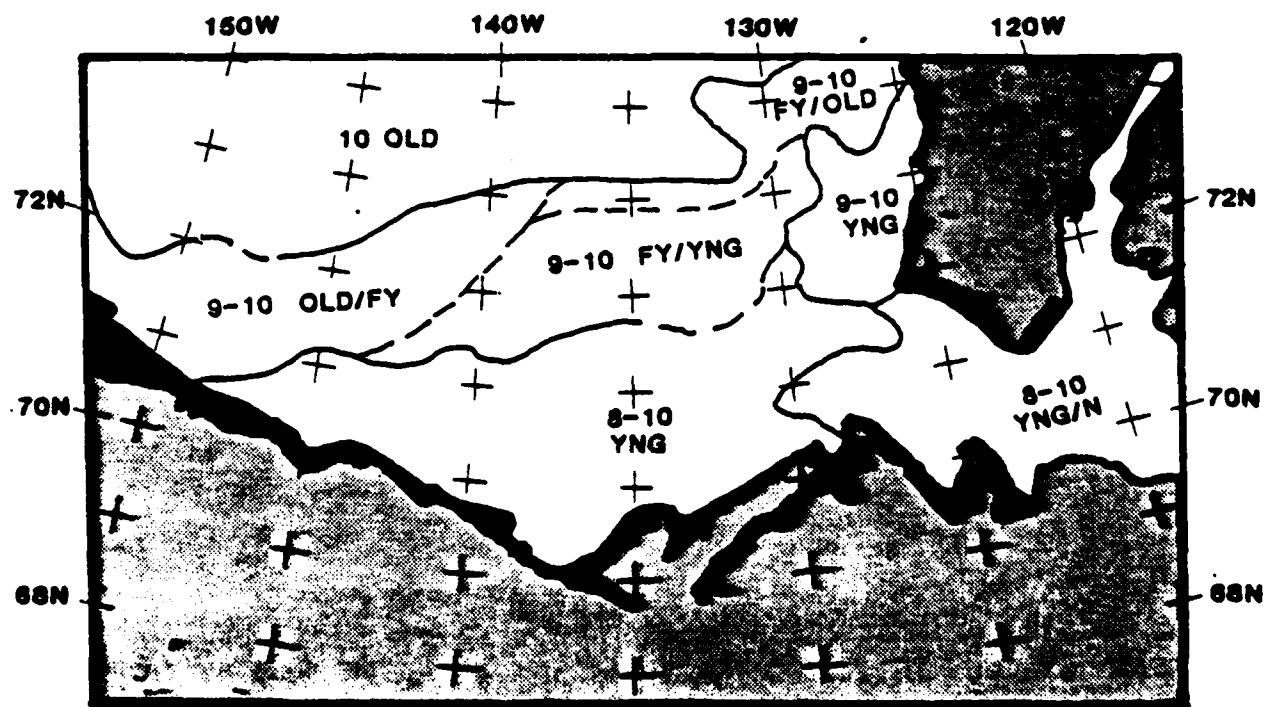 150W 140W 130W 120W
9-10
FY/OLD
10 OLD
72N 72N
9-10
YNG
9-10 FY/YNG
9-10 OLD/FY
70N 70N
8-10
YNG/N
8-10
YNG
68N 68N